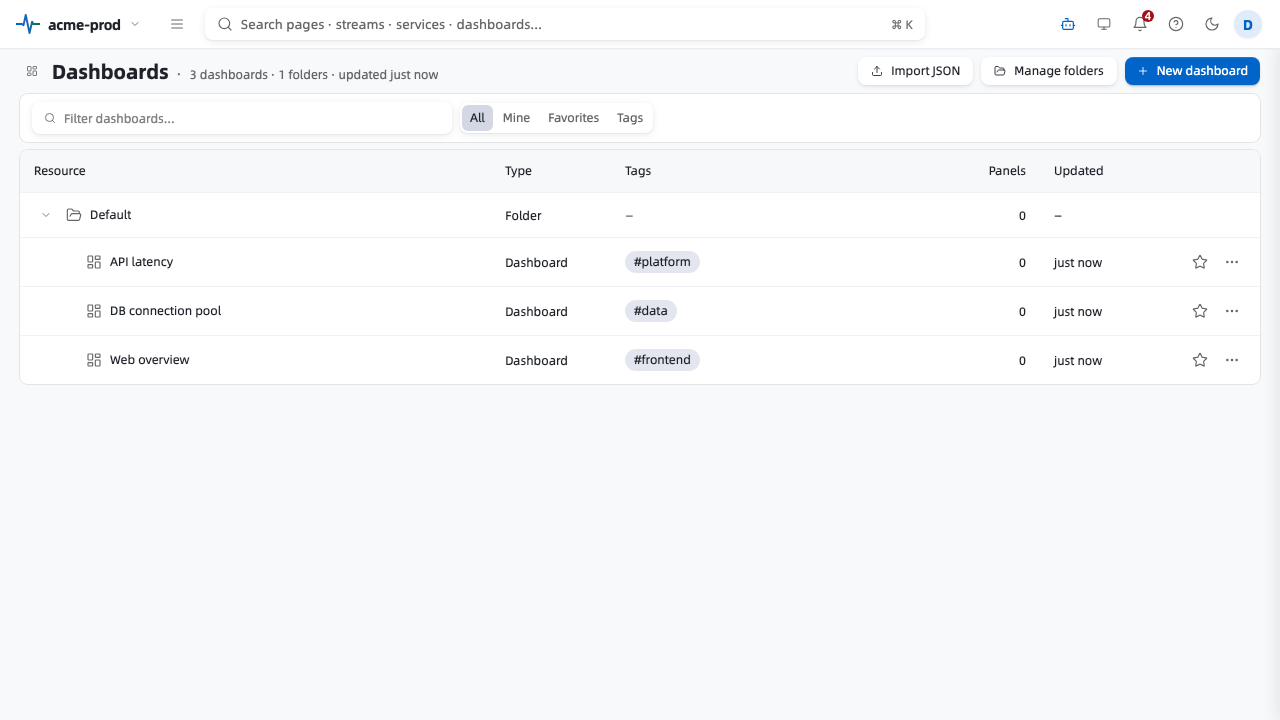 acme-prod
Search pages · streams · services · dashboards...
⌘ K
4
D
Dashboards · 3 dashboards · 1 folders · updated just now
Import JSON
Manage folders
New dashboard
Filter dashboards...
All Mine Favorites Tags
Resource Type Tags Panels Updated
Default Folder – 0 –
API latency Dashboard #platform 0 just now
DB connection pool Dashboard #data 0 just now
Web overview Dashboard #frontend 0 just now